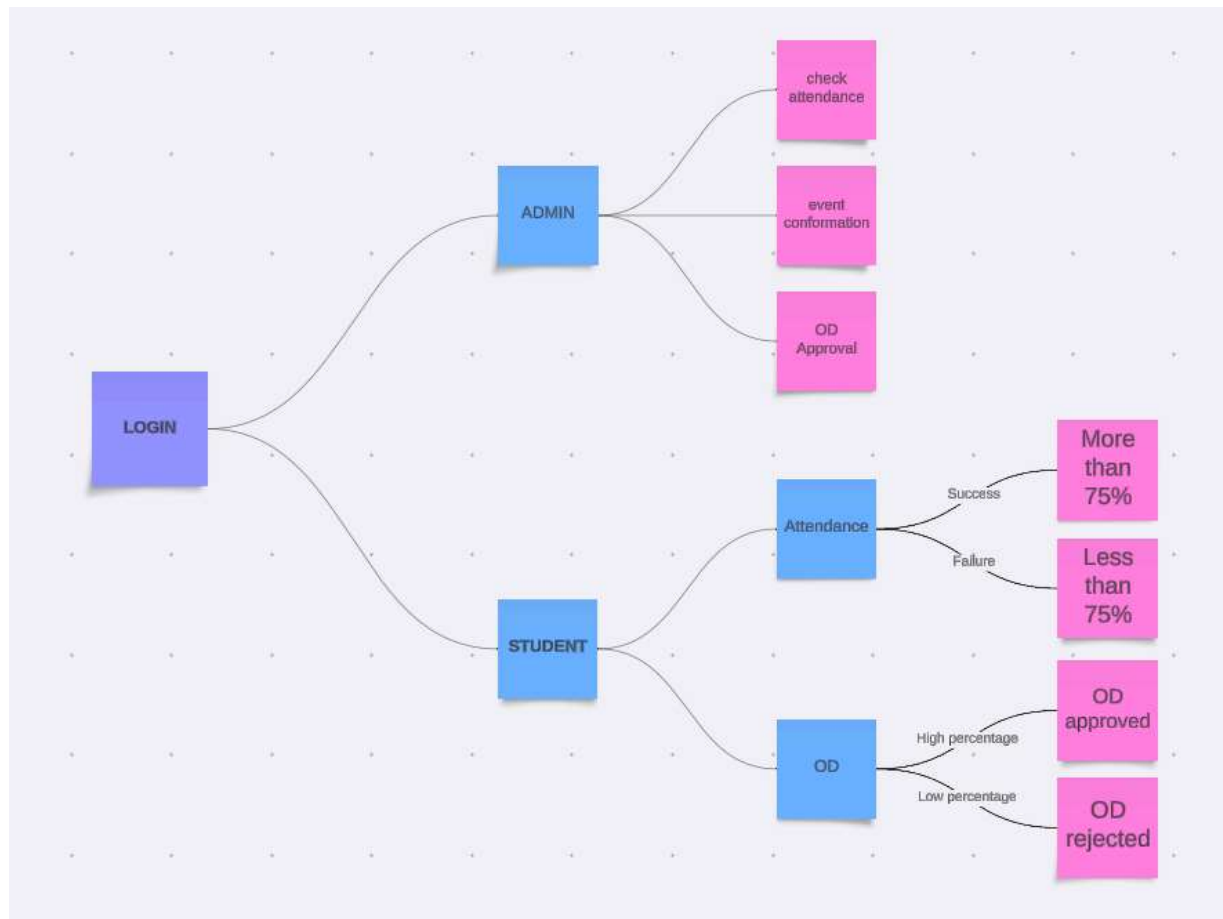 check
attendance
ADMIN
event
conformation
OD
Approval
LOGIN
More
than
75%
Success
Attendance
Failure
Less
than
75%
STUDENT
OD
approved
High percentage
OD
Low percentage
OD
rejected